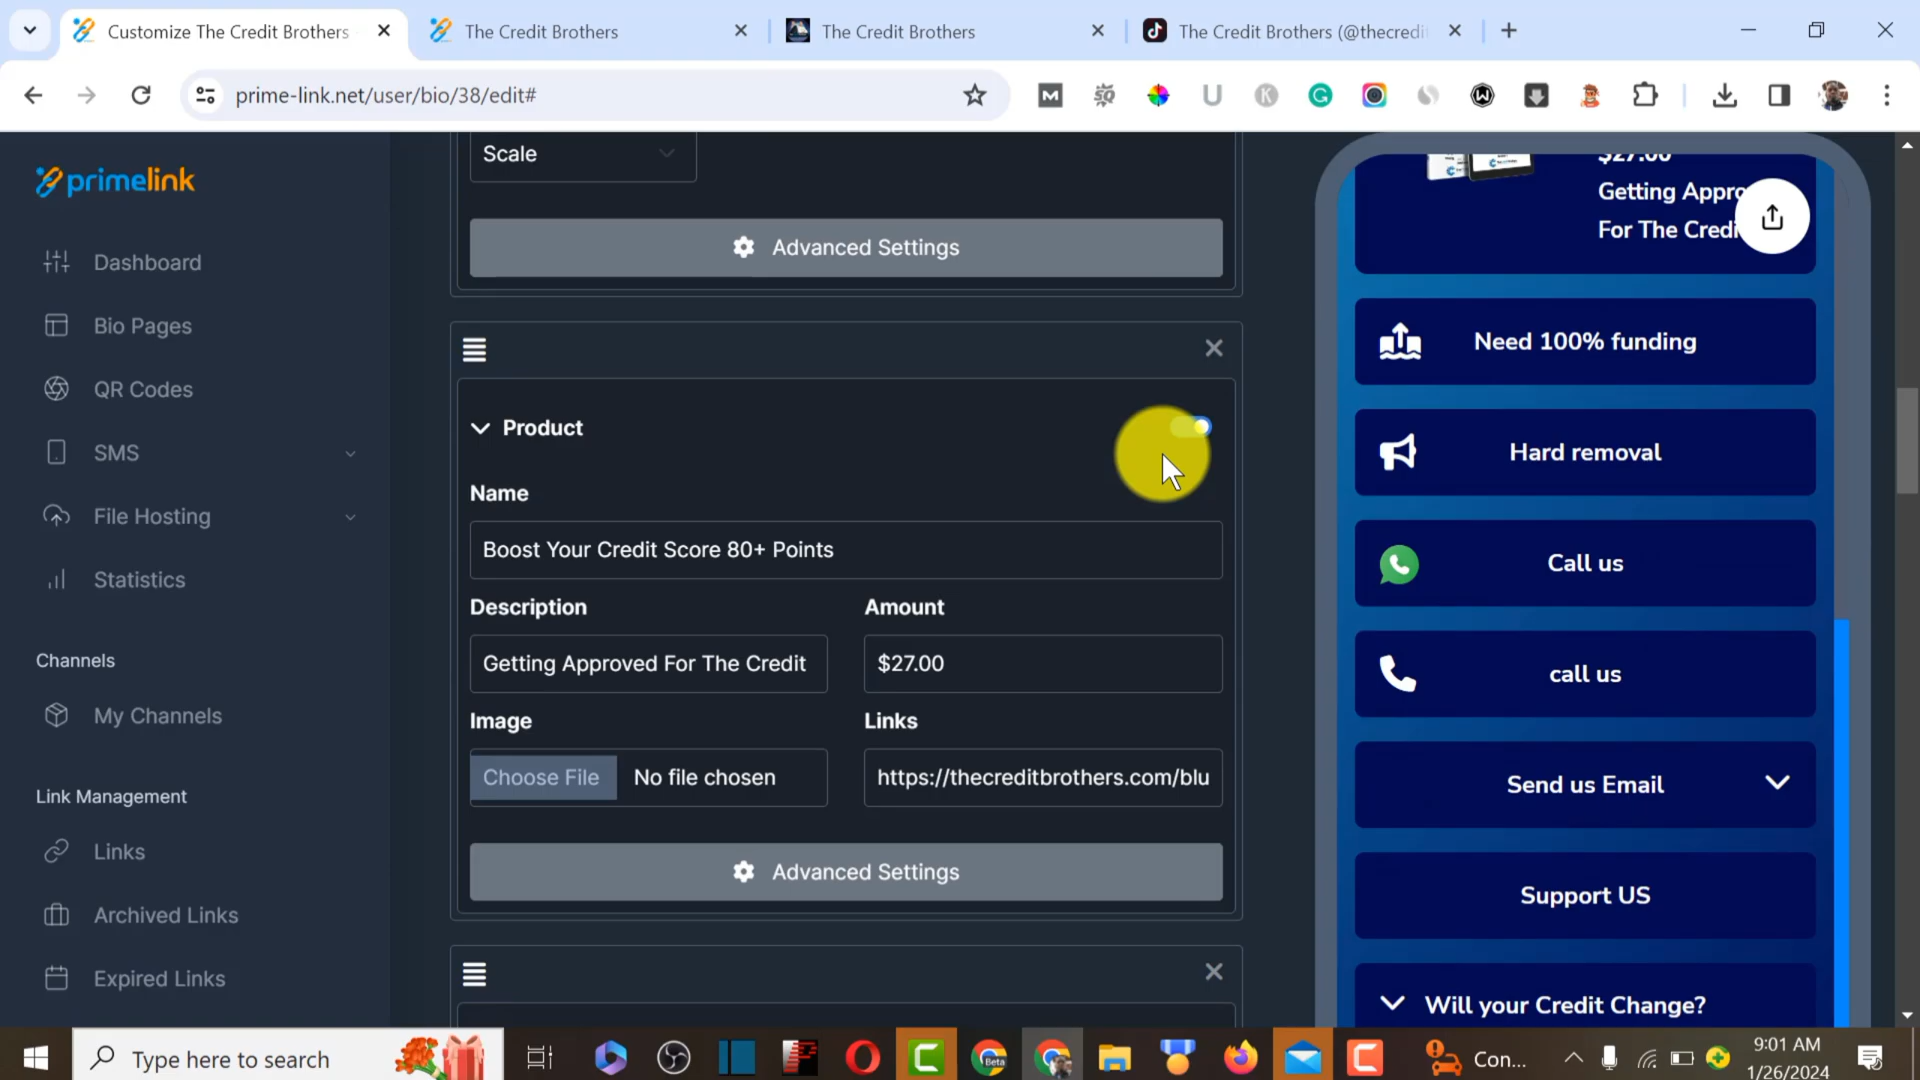 Customize The Credit Brothers
The Credit Brothers
The Credit Brothers
The Credit Brothers (@thecredi
prime-link.net/user/bio/38/edit#
primelink
Dashboard
Bio Pages
QR Codes
SMS
File Hosting
Statistics
Channels
My Channels
Link Management
Links
Archived Links
Expired Links
Scale
Advanced Settings
Product
Name
Boost Your Credit Score 80+ Points
Description
Amount
Getting Approved For The Credit
$27.00
Image
Links
Choose File
No file chosen
https://thecreditbrothers.com/blu
Advanced Settings
$27.00
Getting Appro
For The Credi
Need 100% funding
Hard removal
Call us
call us
Send us Email
Support US
Will your Credit Change?
Type here to search
Beta
Con...
9:01 AM
1/26/2024